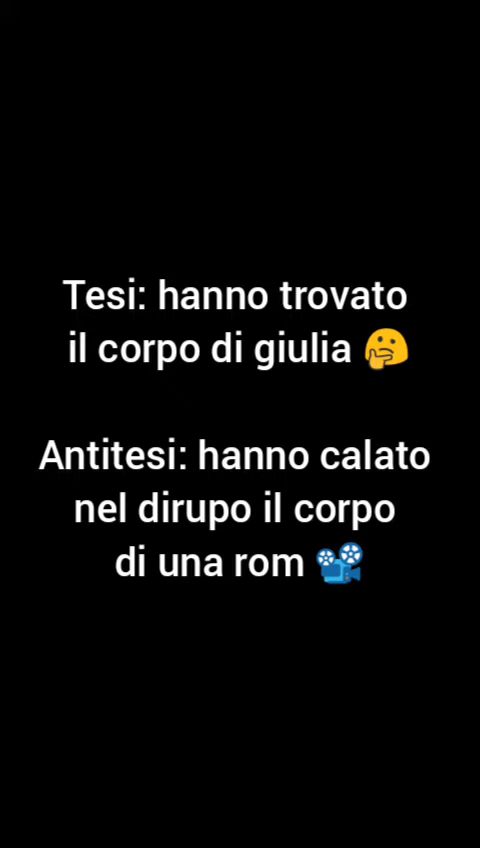 Tesi: hanno trovato
il corpo di giulia 🤔
Antitesi: hanno calato
nel dirupo il corpo
di una rom 📽️